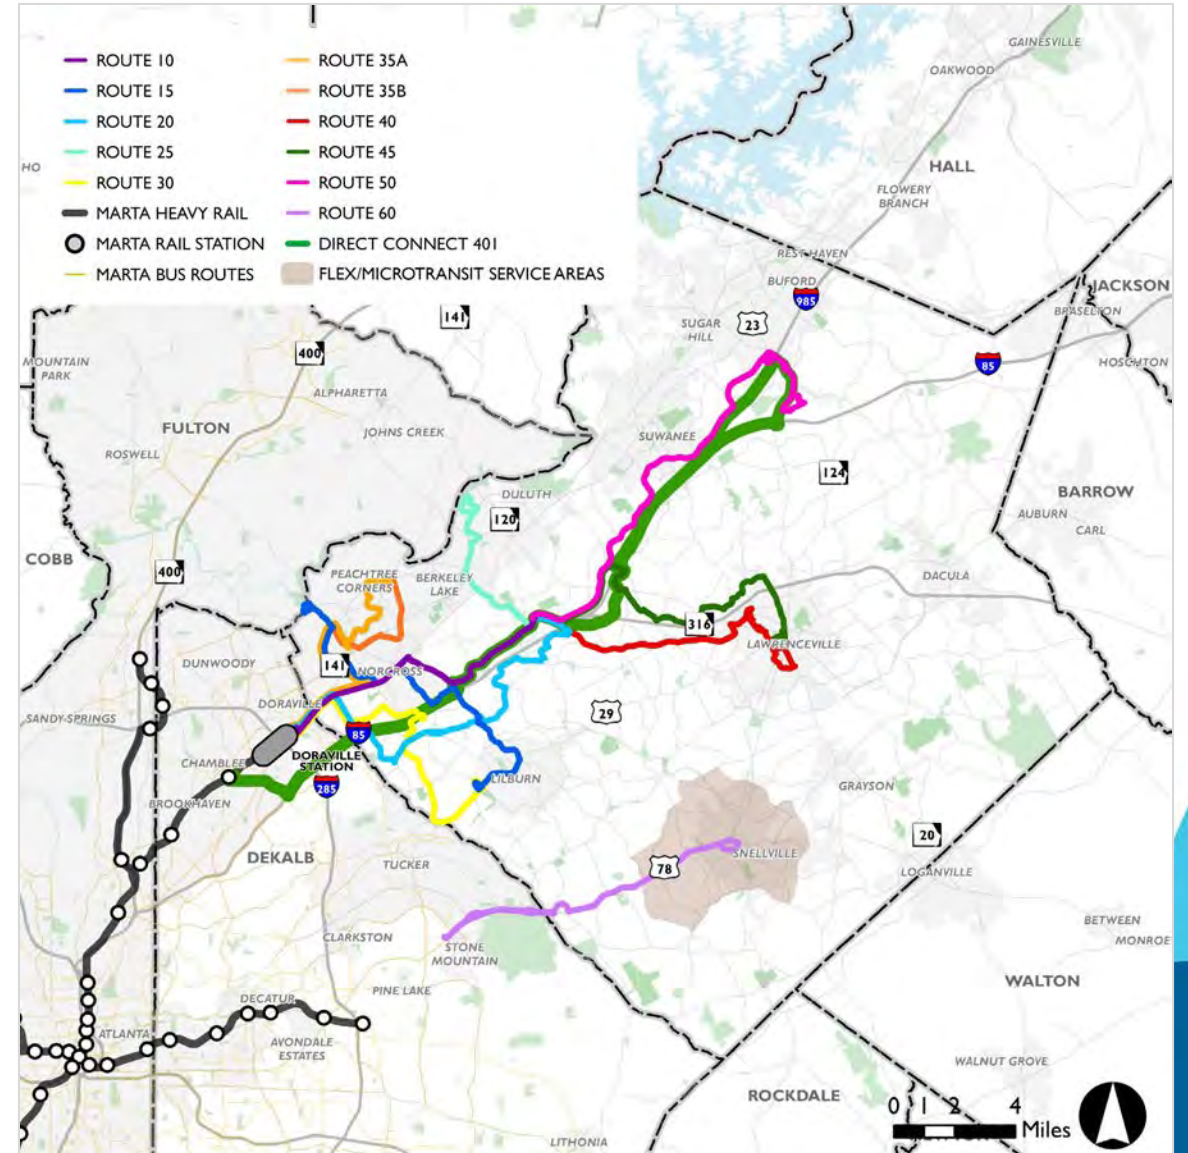 ROUTE 10
ROUTE 15
ROUTE 20
ROUTE 25
ROUTE 30
MARTA HEAVY RAIL
MARTA RAIL STATION
MARTA BUS ROUTES
ROUTE 35A
ROUTE 35B
ROUTE 40
ROUTE 45
ROUTE 50
ROUTE 60
DIRECT CONNECT 401
FLEX/MICROTRANSIT SERVICE AREAS
GAINESVILLE
OAKWOOD
HO
HALL
FLOWERY
BRANCH
REST HAVEN
BUFORD
985
JACKSON
BRASELTON
141
SUGAR
HILL
23
400
MOUNTAIN
PARK
85
HOSCHTON
ALPHARETTA
FULTON
JOHNS CREEK
SUWANEE
ROSWELL
124
DULUTH
BARROW
120
AUBURN
CARL
COBB
400
PEACHTREE
CORNERS
BERKELEY
LAKE
DACULA
316
LAWRENCEVILLE
DUNWOODY
141
NORCROSS
DORAVILLE
SANDY SPRINGS
29
85
DORAVILLE
STATION
CHAMBLEE
LILBURN
285
GRAYSON
BROOKHAVEN
20
DEKALB
TUCKER
SNELLVILLE
78
LOGANVILLE
BETWEEN
CLARKSTON
MONROE
STONE
MOUNTAIN
WALTON
PINE LAKE
DECATUR
ATLANTA
AVONDALE
ESTATES
WALNUT GROVE
ROCKDALE
0 1 2 4
Miles
LITHONIA